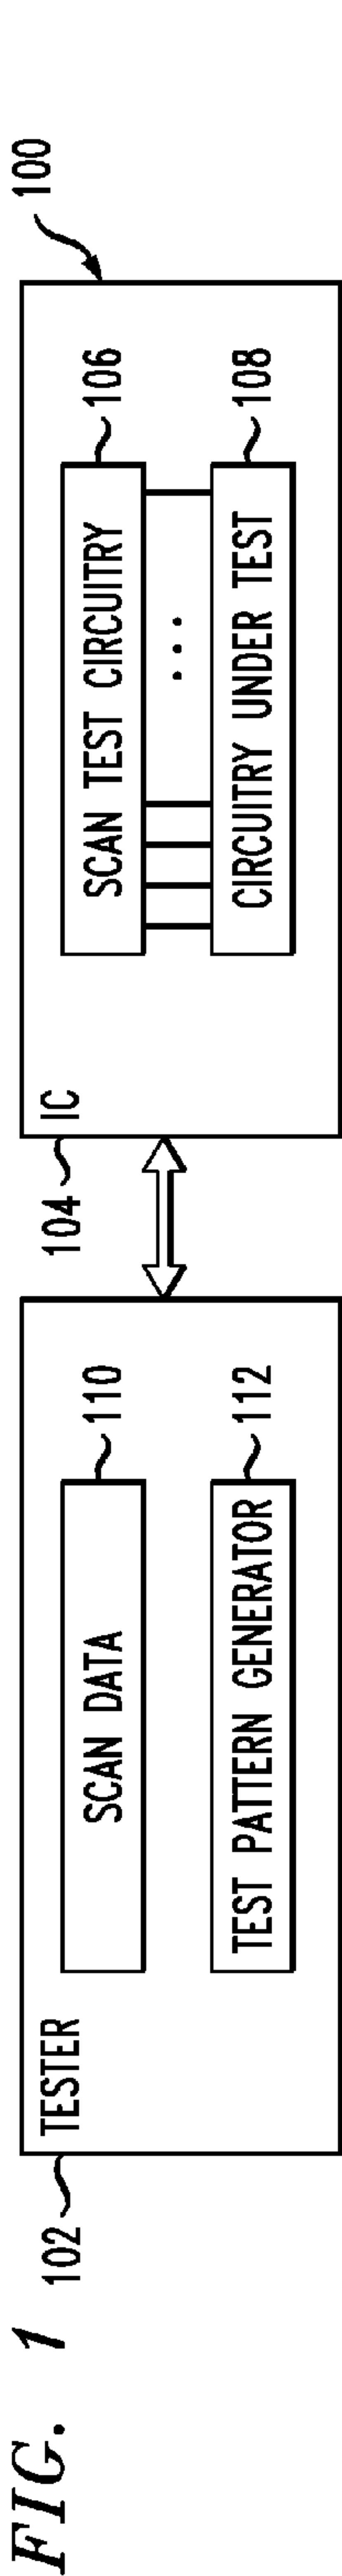 FIG. 1
100
102
TESTER
SCAN DATA
110
TEST PATTERN GENERATOR
112
104
IC
SCAN TEST CIRCUITRY
106
...
CIRCUITRY UNDER TEST
108